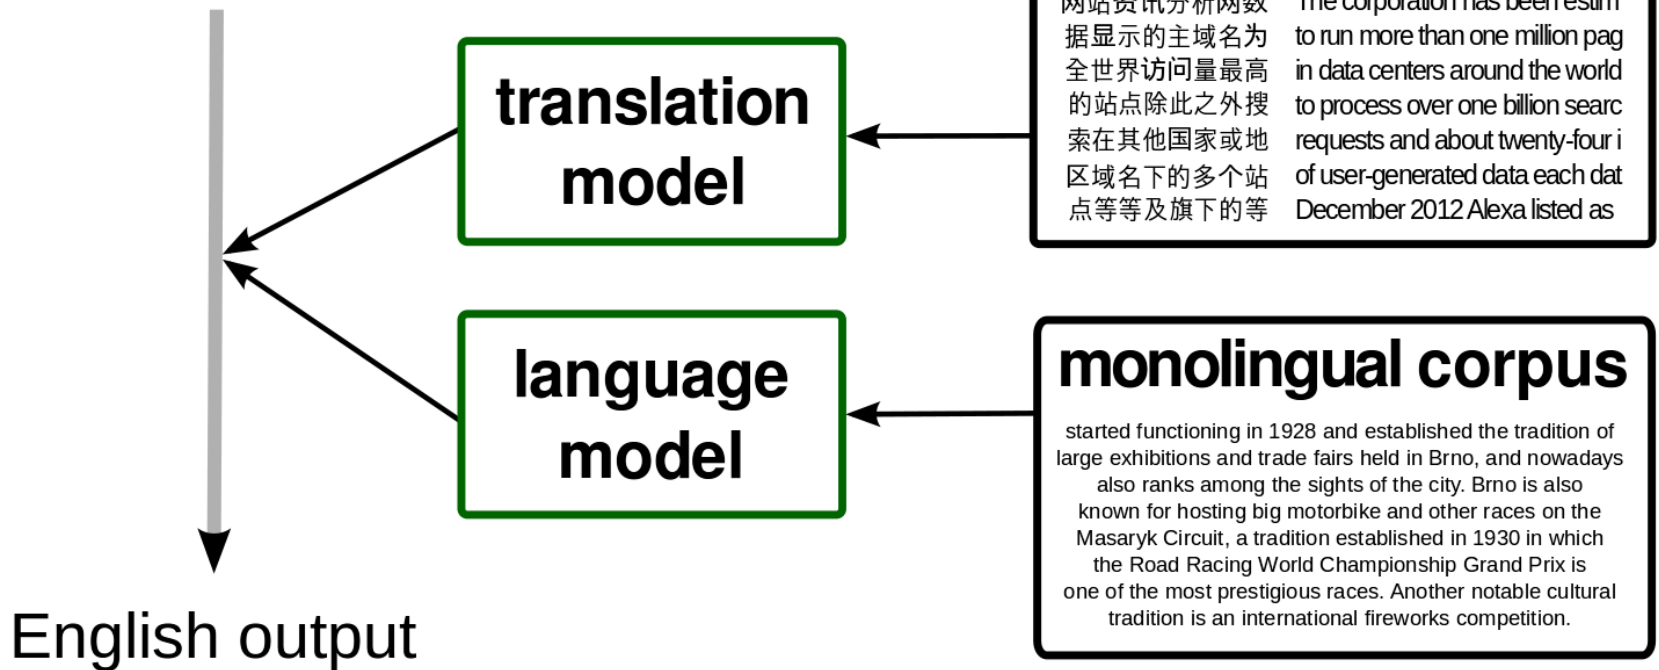 网站资讯分析网数
据显示的主域名为
全世界访问量最高
的站点除此之外搜
索在其他国家或地
区域名下的多个站
点等等及旗下的等
The corporation has been estim
to run more than one million pag
in data centers around the world
to process over one billion searc
requests and about twenty-four i
of user-generated data each dat
December 2012 Alexa listed as
translation
model
language
model
monolingual corpus
started functioning in 1928 and established the tradition of
large exhibitions and trade fairs held in Brno, and nowadays
also ranks among the sights of the city. Brno is also
known for hosting big motorbike and other races on the
Masaryk Circuit, a tradition established in 1930 in which
the Road Racing World Championship Grand Prix is
one of the most prestigious races. Another notable cultural
tradition is an international fireworks competition.
English output